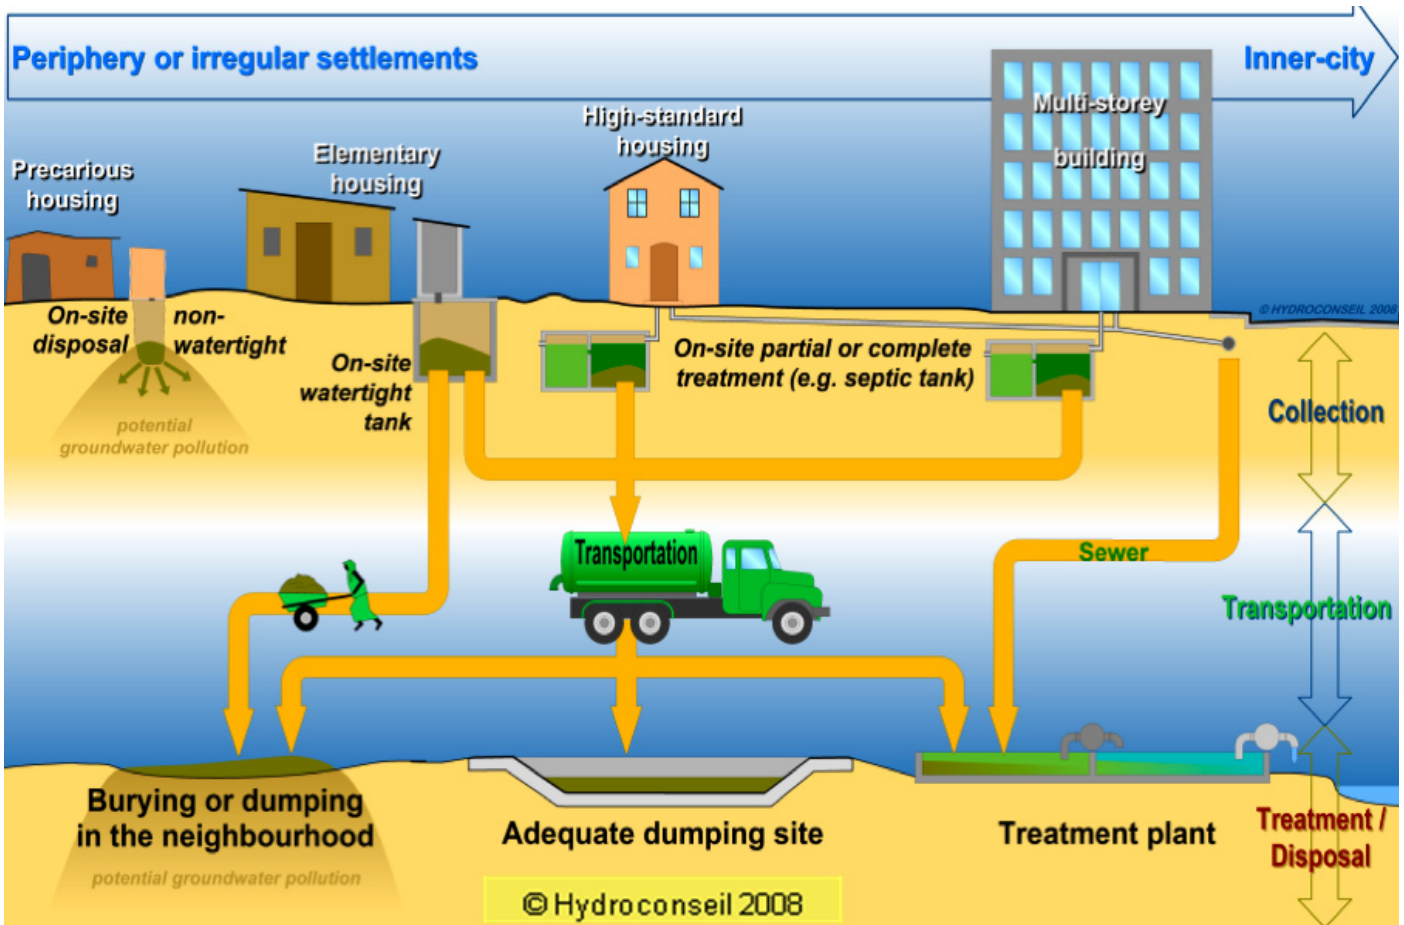 Periphery or irregular settlements
Inner-city
Multi-storey
building
High-standard
housing
Elementary
housing
Precarious
housing
On-site
disposal
non-
watertight
potential
groundwater pollution
On-site
watertight
tank
On-site partial or complete
treatment (e.g. septic tank)
© HYDROCONSEIL 2008
Collection
Transportation
Sewer
Transportation
Burying or dumping
in the neighbourhood
potential groundwater pollution
Adequate dumping site
Treatment plant
Treatment /
Disposal
© Hydroconseil 2008